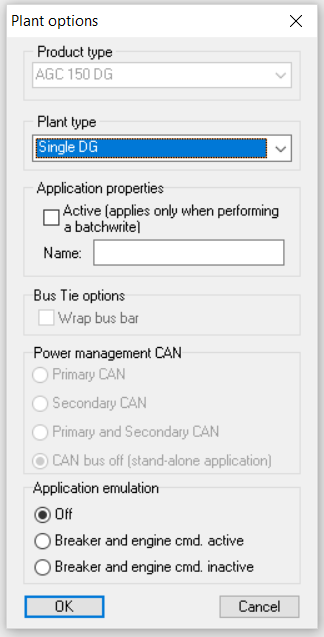 Plant options
Product type
AGC 150 DG
Plant type
Single DG
Application properties
Active (applies only when performing
a batchwrite)
Name:
Bus Tie options
Wrap bus bar
Power management CAN
Primary CAN
Secondary CAN
Primary and Secondary CAN
CAN bus off (stand-alone application)
Application emulation
Off
Breaker and engine cmd. active
Breaker and engine cmd. inactive
OK
Cancel